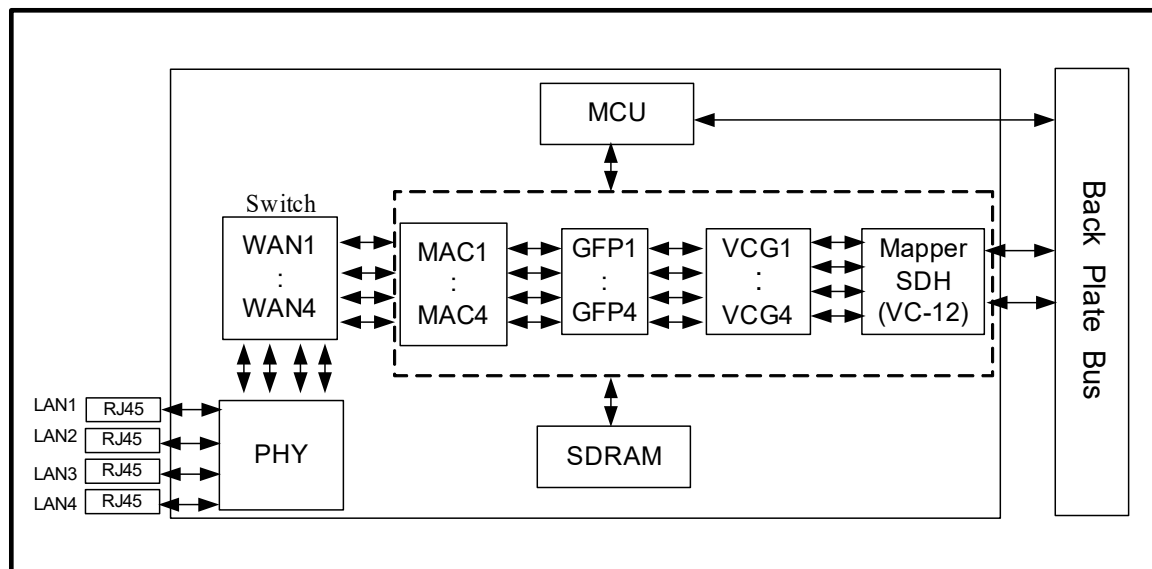 MCU
Switch
WAN1
:
WAN4
MAC1
:
MAC4
GFP1
:
GFP4
VCG1
:
VCG4
Mapper
SDH
(VC-12)
Back Plate Bus
LAN1 RJ45
LAN2 RJ45
LAN3 RJ45
LAN4 RJ45
PHY
SDRAM